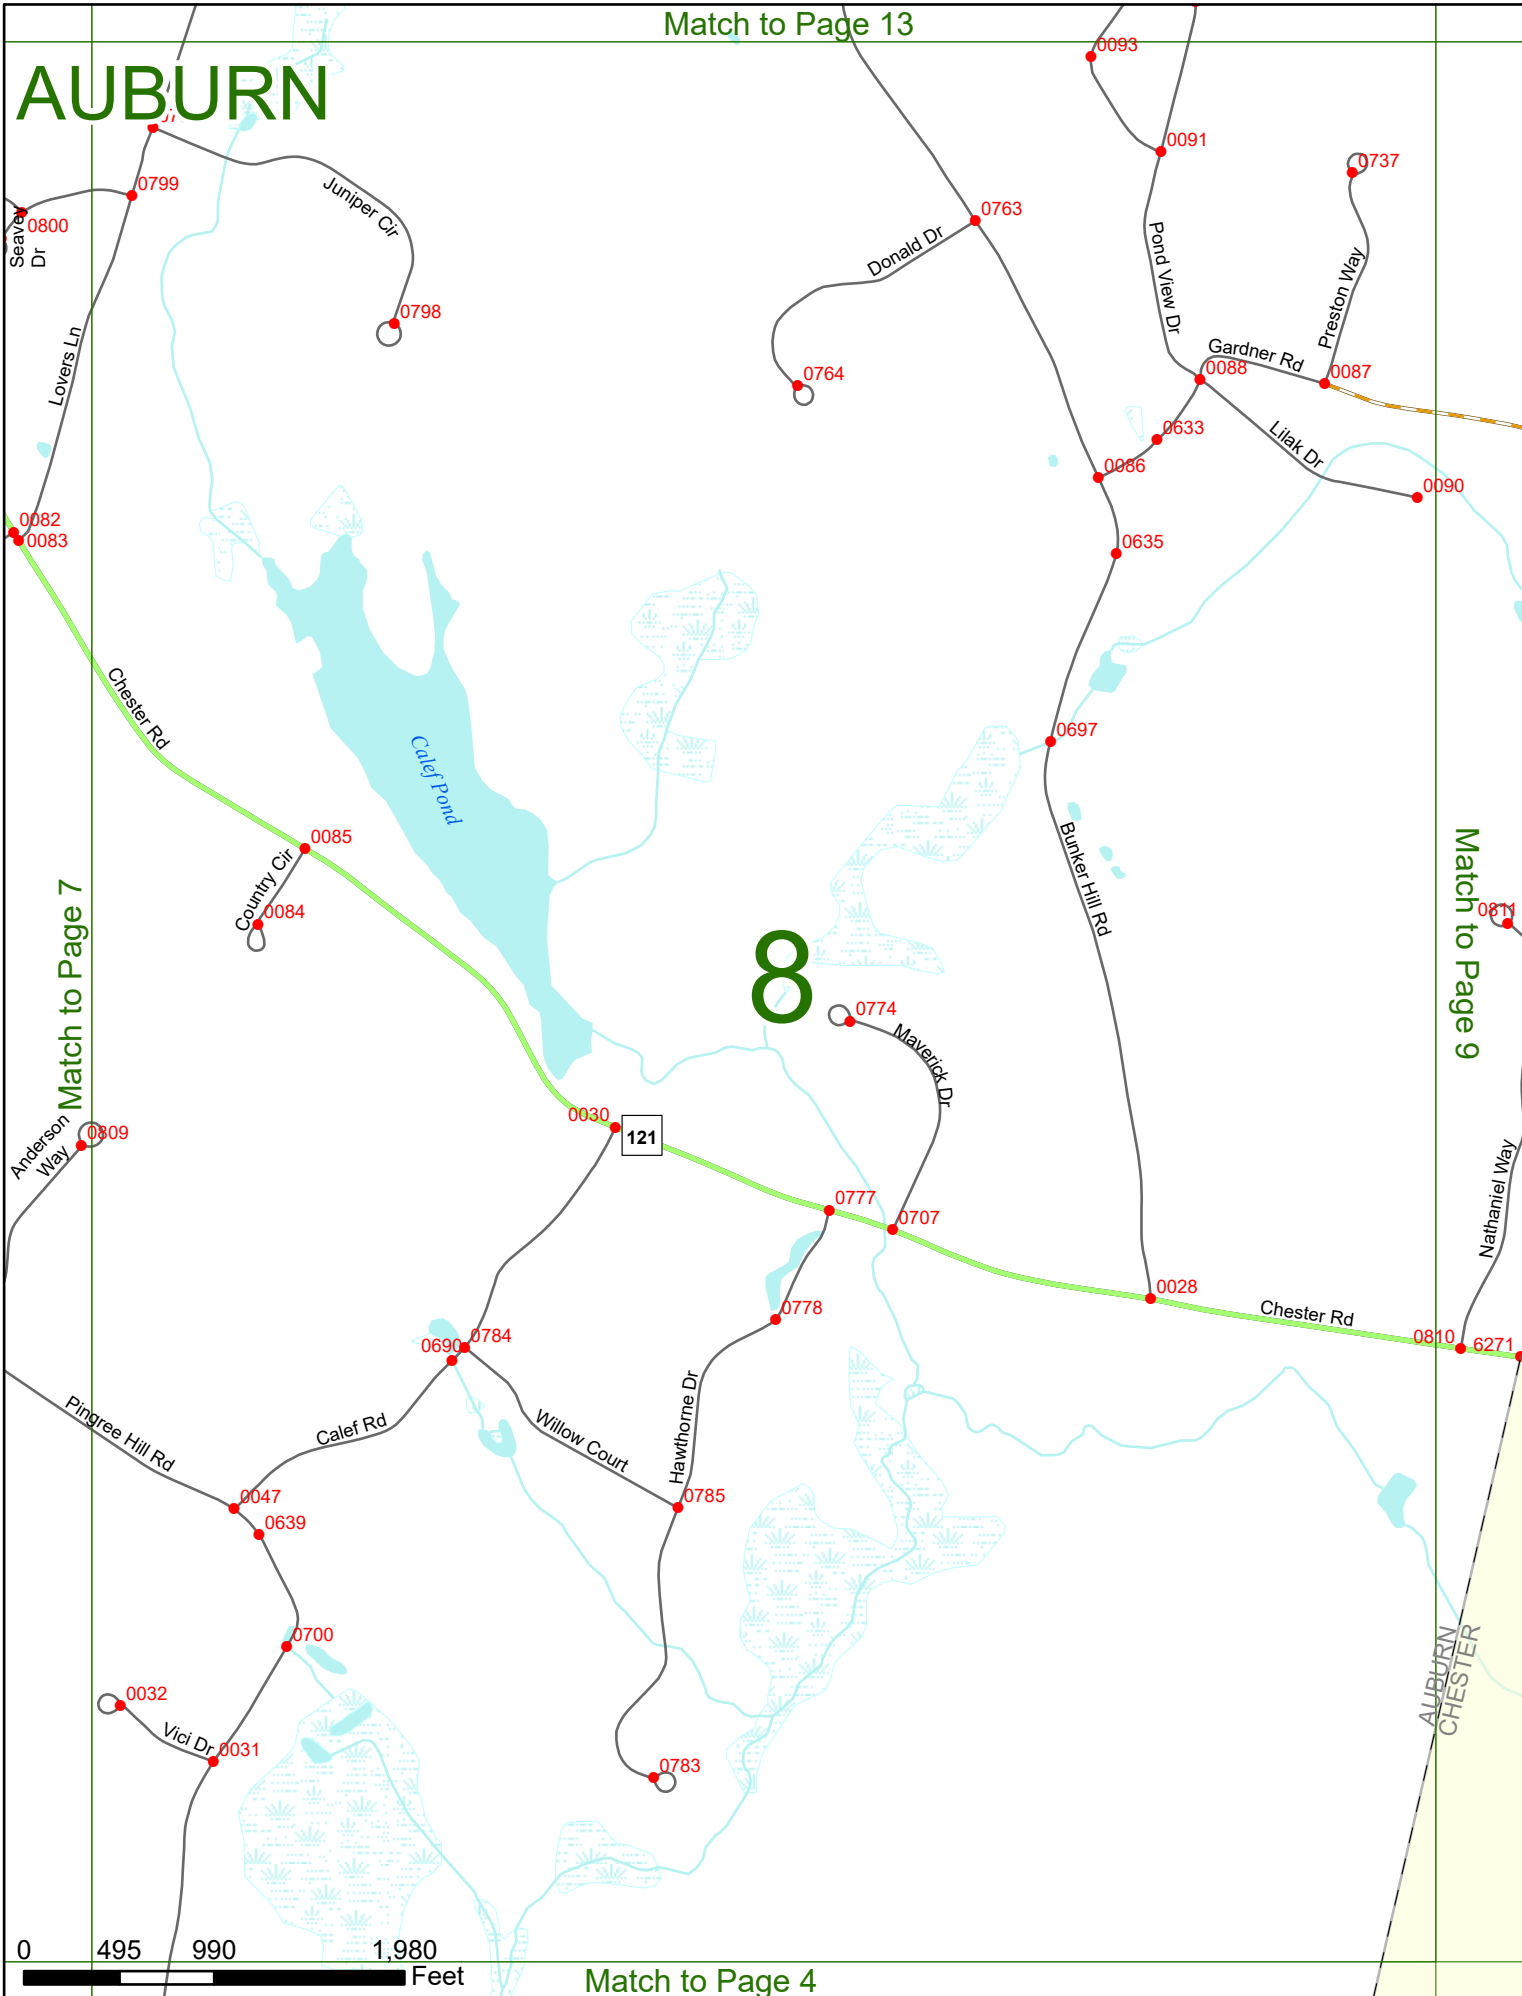 Match to Page 13
AUBURN
0093
0091
0737
0799
0800
Seavey
Dr
Juniper Cir
0763
Donald Dr
Pond View Dr
Preston Way
0798
Lovers Ln
0764
Gardner Rd
0088
0087
0633
Lilak Dr
0086
0090
0082
0083
0635
Chester Rd
Calef Pond
0697
0085
Country Cir
0084
Bunker Hill Rd
Match to Page 7
Match to Page 9
0811
8
0774
Maverick Dr
0030
121
Anderson
Way
0809
Nathaniel Way
0777
0707
0028
Chester Rd
0778
0810
6271
0784
0690
Pingree Hill Rd
Calef Rd
Willow Court
Hawthorne Dr
0047
0785
0639
0700
AUBURN
CHESTER
0032
Vici Dr
0031
0783
0 495 990 1,980
Feet
Match to Page 4